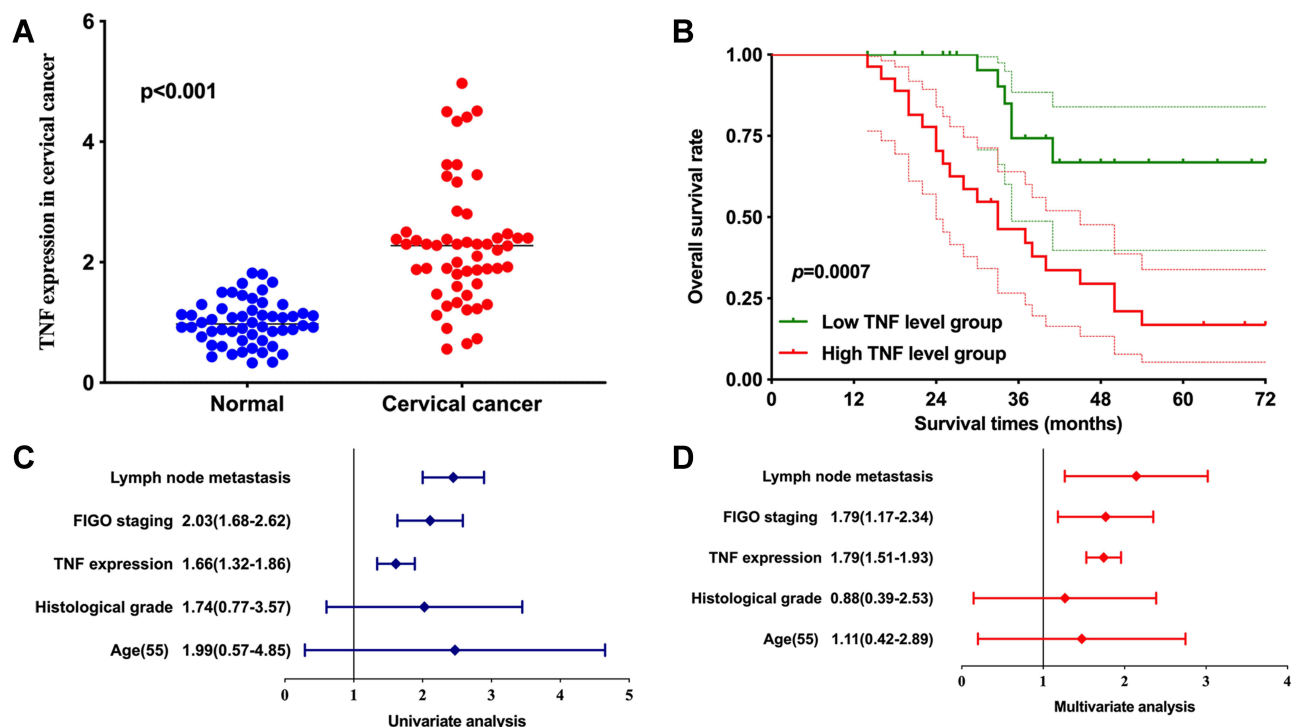 A
TNF expression in cervical cancer
6
4
2
0
p<0.001
Normal
Cervical cancer
B
Overall survival rate
1.00
0.75
0.50
0.25
0.00
p=0.0007
Low TNF level group
High TNF level group
0 12 24 36 48 60 72
Survival times (months)
C
Lymph node metastasis
FIGO staging 2.03(1.68-2.62)
TNF expression 1.66(1.32-1.86)
Histological grade 1.74(0.77-3.57)
Age(55) 1.99(0.57-4.85)
0 1 2 3 4 5
Univariate analysis
D
Lymph node metastasis
FIGO staging 1.79(1.17-2.34)
TNF expression 1.79(1.51-1.93)
Histological grade 0.88(0.39-2.53)
Age(55) 1.11(0.42-2.89)
0 1 2 3 4
Multivariate analysis